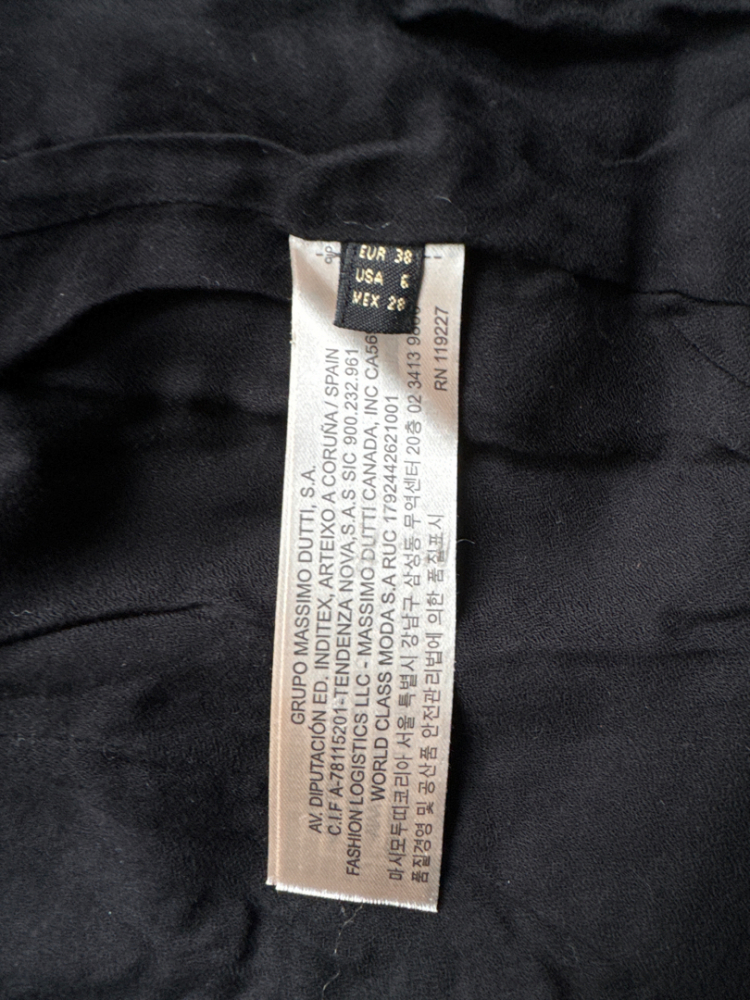 EUR 38
USA 6
MEX 28
GRUPO MASSIMO DUTTI, S.A.
AV. DIPUTACIÓN ED. INDITEX, ARTEIXO A CORUÑA / SPAIN
C.I.F A-78115201-TENDENZA NOVA,S.A.S SIC 900.232.961
FASHION LOGISTICS LLC - MASSIMO DUTTI CANADA, INC
WORLD CLASS MODA S.A RUC 1792442621001
마시모두띠코리아 서울 특별시 강남구 삼성동 무역센터 20층 02 3413
품질경영 및 공산품 안전관리법에 의한 품질표시
RN 119227